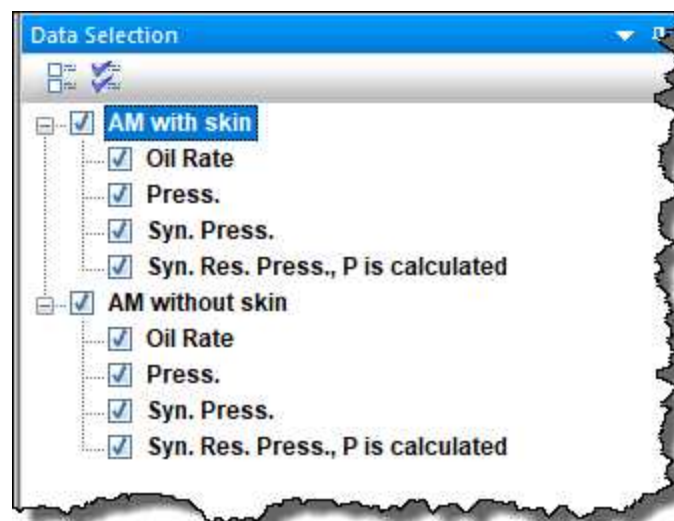 Data Selection
AM with skin
Oil Rate
Press.
Syn. Press.
Syn. Res. Press., P is calculated
AM without skin
Oil Rate
Press.
Syn. Press.
Syn. Res. Press., P is calculated